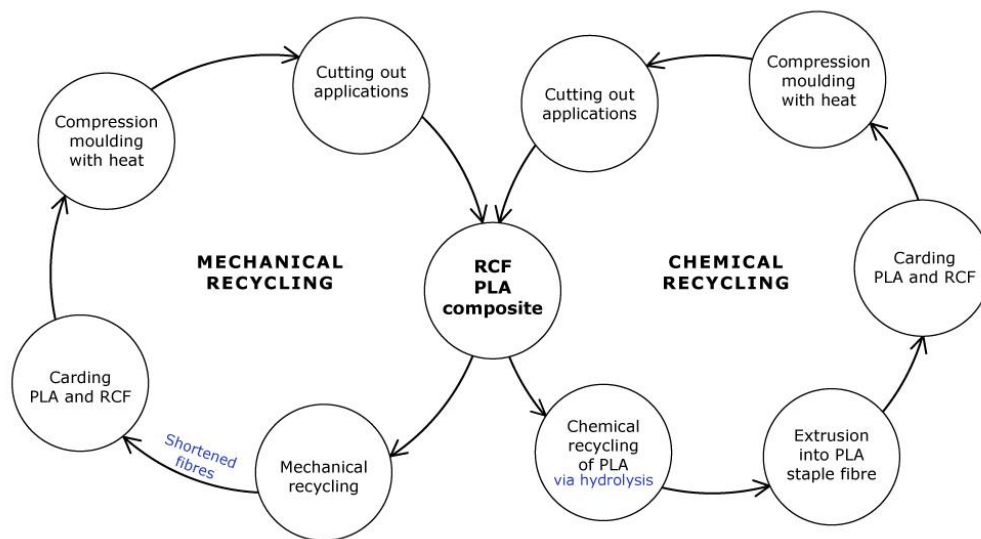 Cutting out
applications
Compression
moulding
with heat
MECHANICAL
RECYCLING
Carding
PLA and RCF
Shortened
fibres
Mechanical
recycling
RCF
PLA
composite
Cutting out
applications
Compression
moulding
with heat
CHEMICAL
RECYCLING
Carding
PLA and RCF
Chemical
recycling
of PLA
via hydrolysis
Extrusion
into PLA
staple fibre